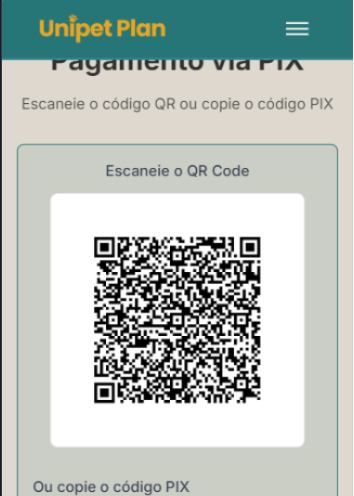 Unipet Plan
Pagamento via PIX
Escaneie o código QR ou copie o código PIX
Escaneie o QR Code
Ou copie o código PIX